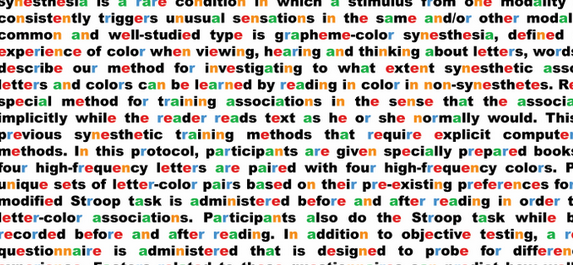 synesthesia is a rare condition in which a stimulus from one modality
consistently triggers unusual sensations in the same and/or other modal
common and well-studied type is grapheme-color synesthesia, defined
experience of color when viewing, hearing and thinking about letters, words
describe our method for investigating to what extent synesthetic asso
letters and colors can be learned by reading in color in non-synesthetes. Re
special method for training associations in the sense that the associa
implicitly while the reader reads text as he or she normally would. This
previous synesthetic training methods that require explicit computer
methods. In this protocol, participants are given specially prepared books
four high-frequency letters are paired with four high-frequency colors. P
unique sets of letter-color pairs based on their pre-existing preferences for
modified Stroop task is administered before and after reading in order t
letter-color associations. Participants also do the Stroop task while b
recorded before and after reading. In addition to objective testing, a r
questionnaire is administered that is designed to probe for differen